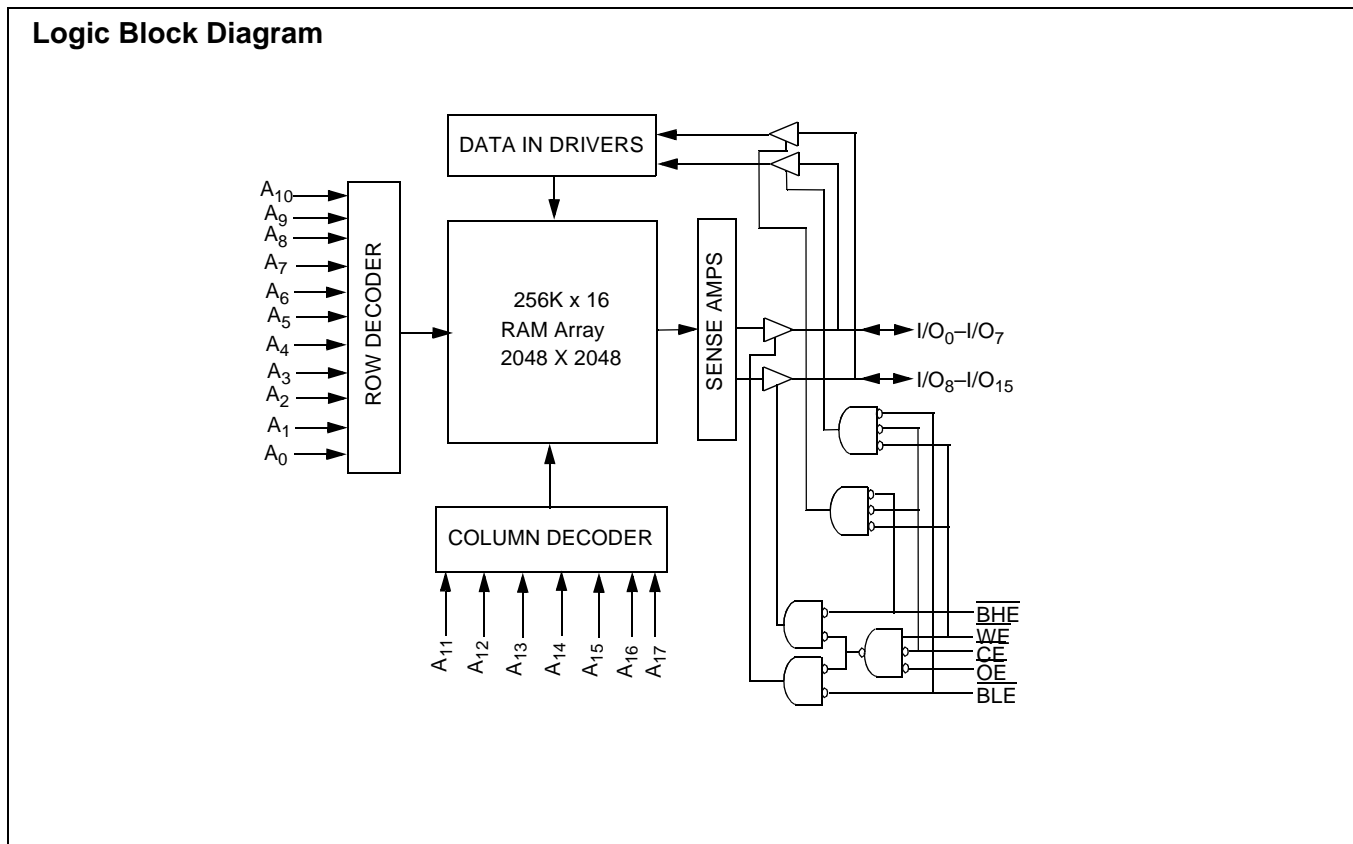 Logic Block Diagram
DATA IN DRIVERS
A10
A9
A8
A7
A6
A5
A4
A3
A2
A1
A0
ROW DECODER
256K x 16
RAM Array
2048 X 2048
SENSE AMPS
I/O0–I/O7
I/O8–I/O15
COLUMN DECODER
A11
A12
A13
A14
A15
A16
A17
BHE
WE
CE
OE
BLE